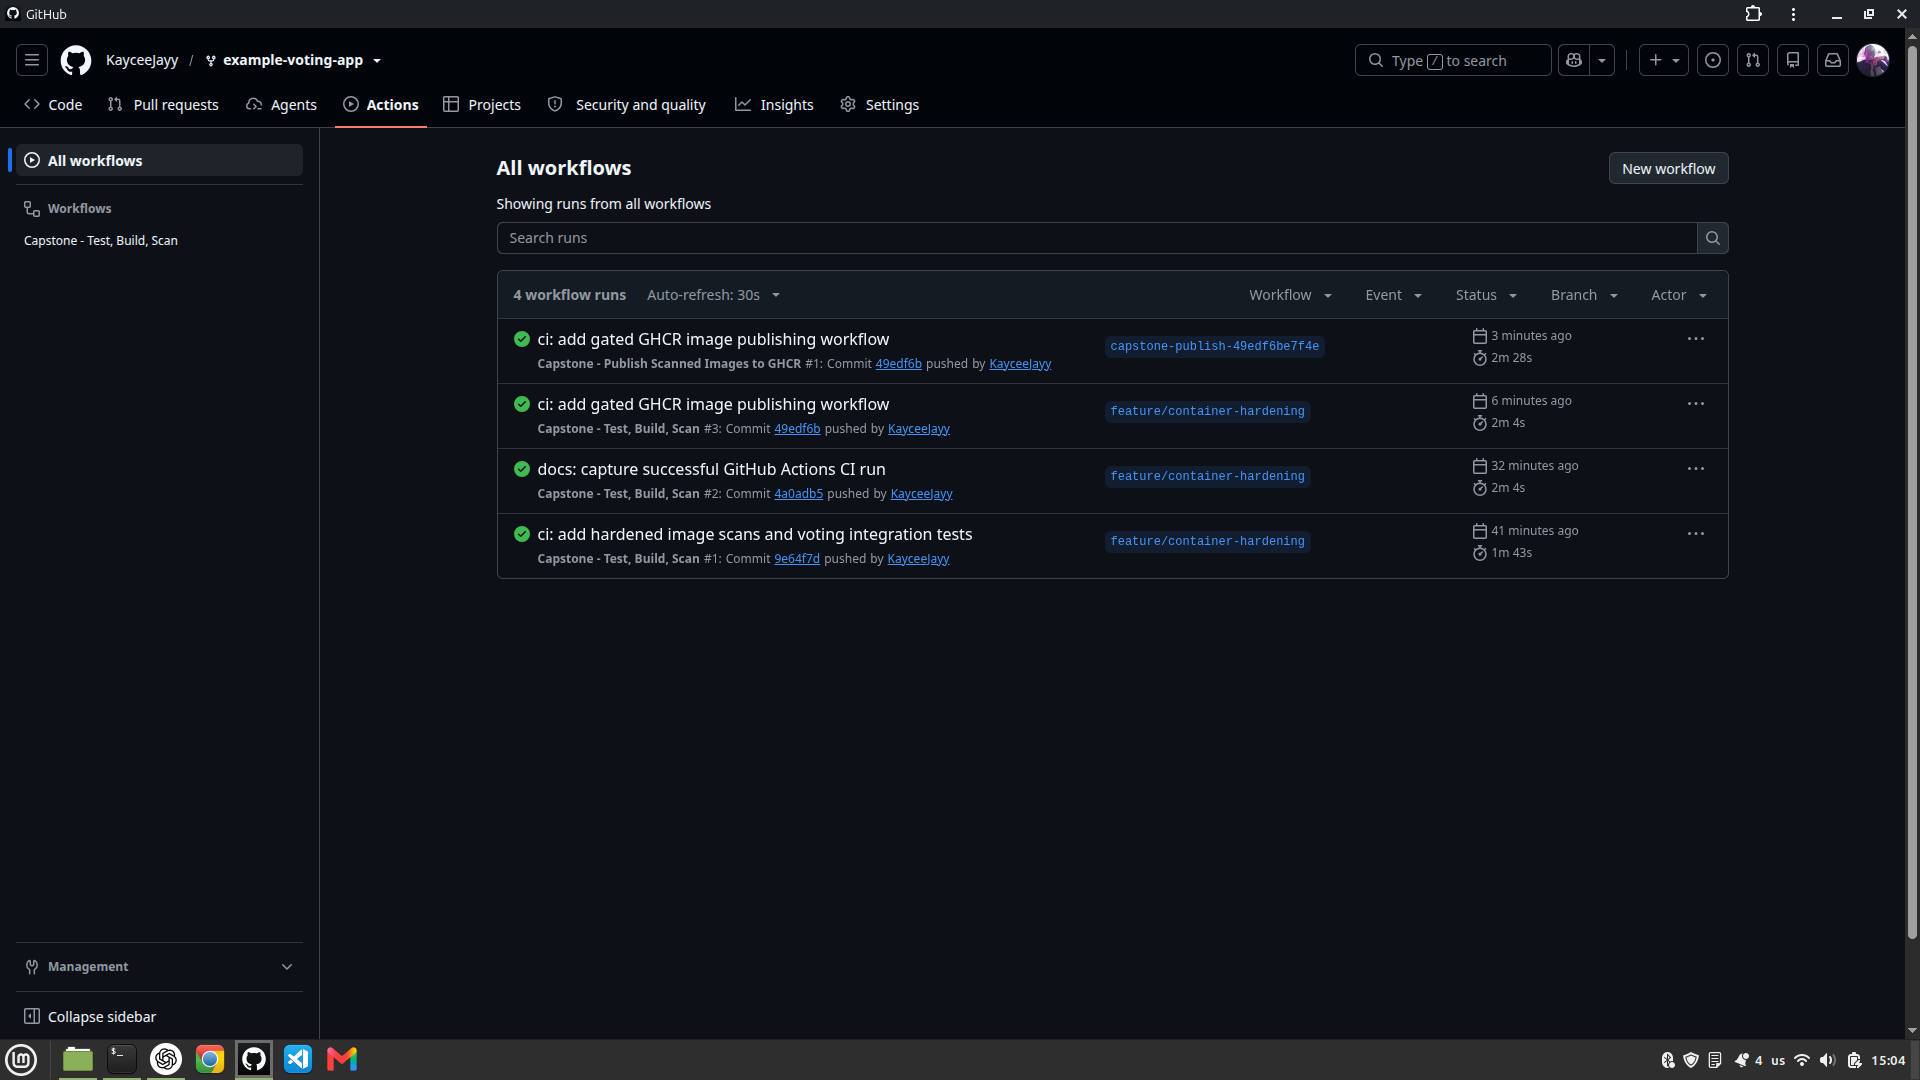 GitHub
KayceeJayy / example-voting-app
Type / to search
Code Pull requests Agents Actions Projects Security and quality Insights Settings
All workflows
Workflows
Capstone - Test, Build, Scan
Management
Collapse sidebar
All workflows
New workflow
Showing runs from all workflows
Search runs
4 workflow runs Auto-refresh: 30s Workflow Event Status Branch Actor
ci: add gated GHCR image publishing workflow
Capstone - Publish Scanned Images to GHCR #1: Commit 49edf6b pushed by KayceeJayy
capstone-publish-49edf6be7f4e
3 minutes ago
2m 28s
ci: add gated GHCR image publishing workflow
Capstone - Test, Build, Scan #3: Commit 49edf6b pushed by KayceeJayy
feature/container-hardening
6 minutes ago
2m 4s
docs: capture successful GitHub Actions CI run
Capstone - Test, Build, Scan #2: Commit 4a0adb5 pushed by KayceeJayy
feature/container-hardening
32 minutes ago
2m 4s
ci: add hardened image scans and voting integration tests
Capstone - Test, Build, Scan #1: Commit 9e64f7d pushed by KayceeJayy
feature/container-hardening
41 minutes ago
1m 43s
4 us 15:04